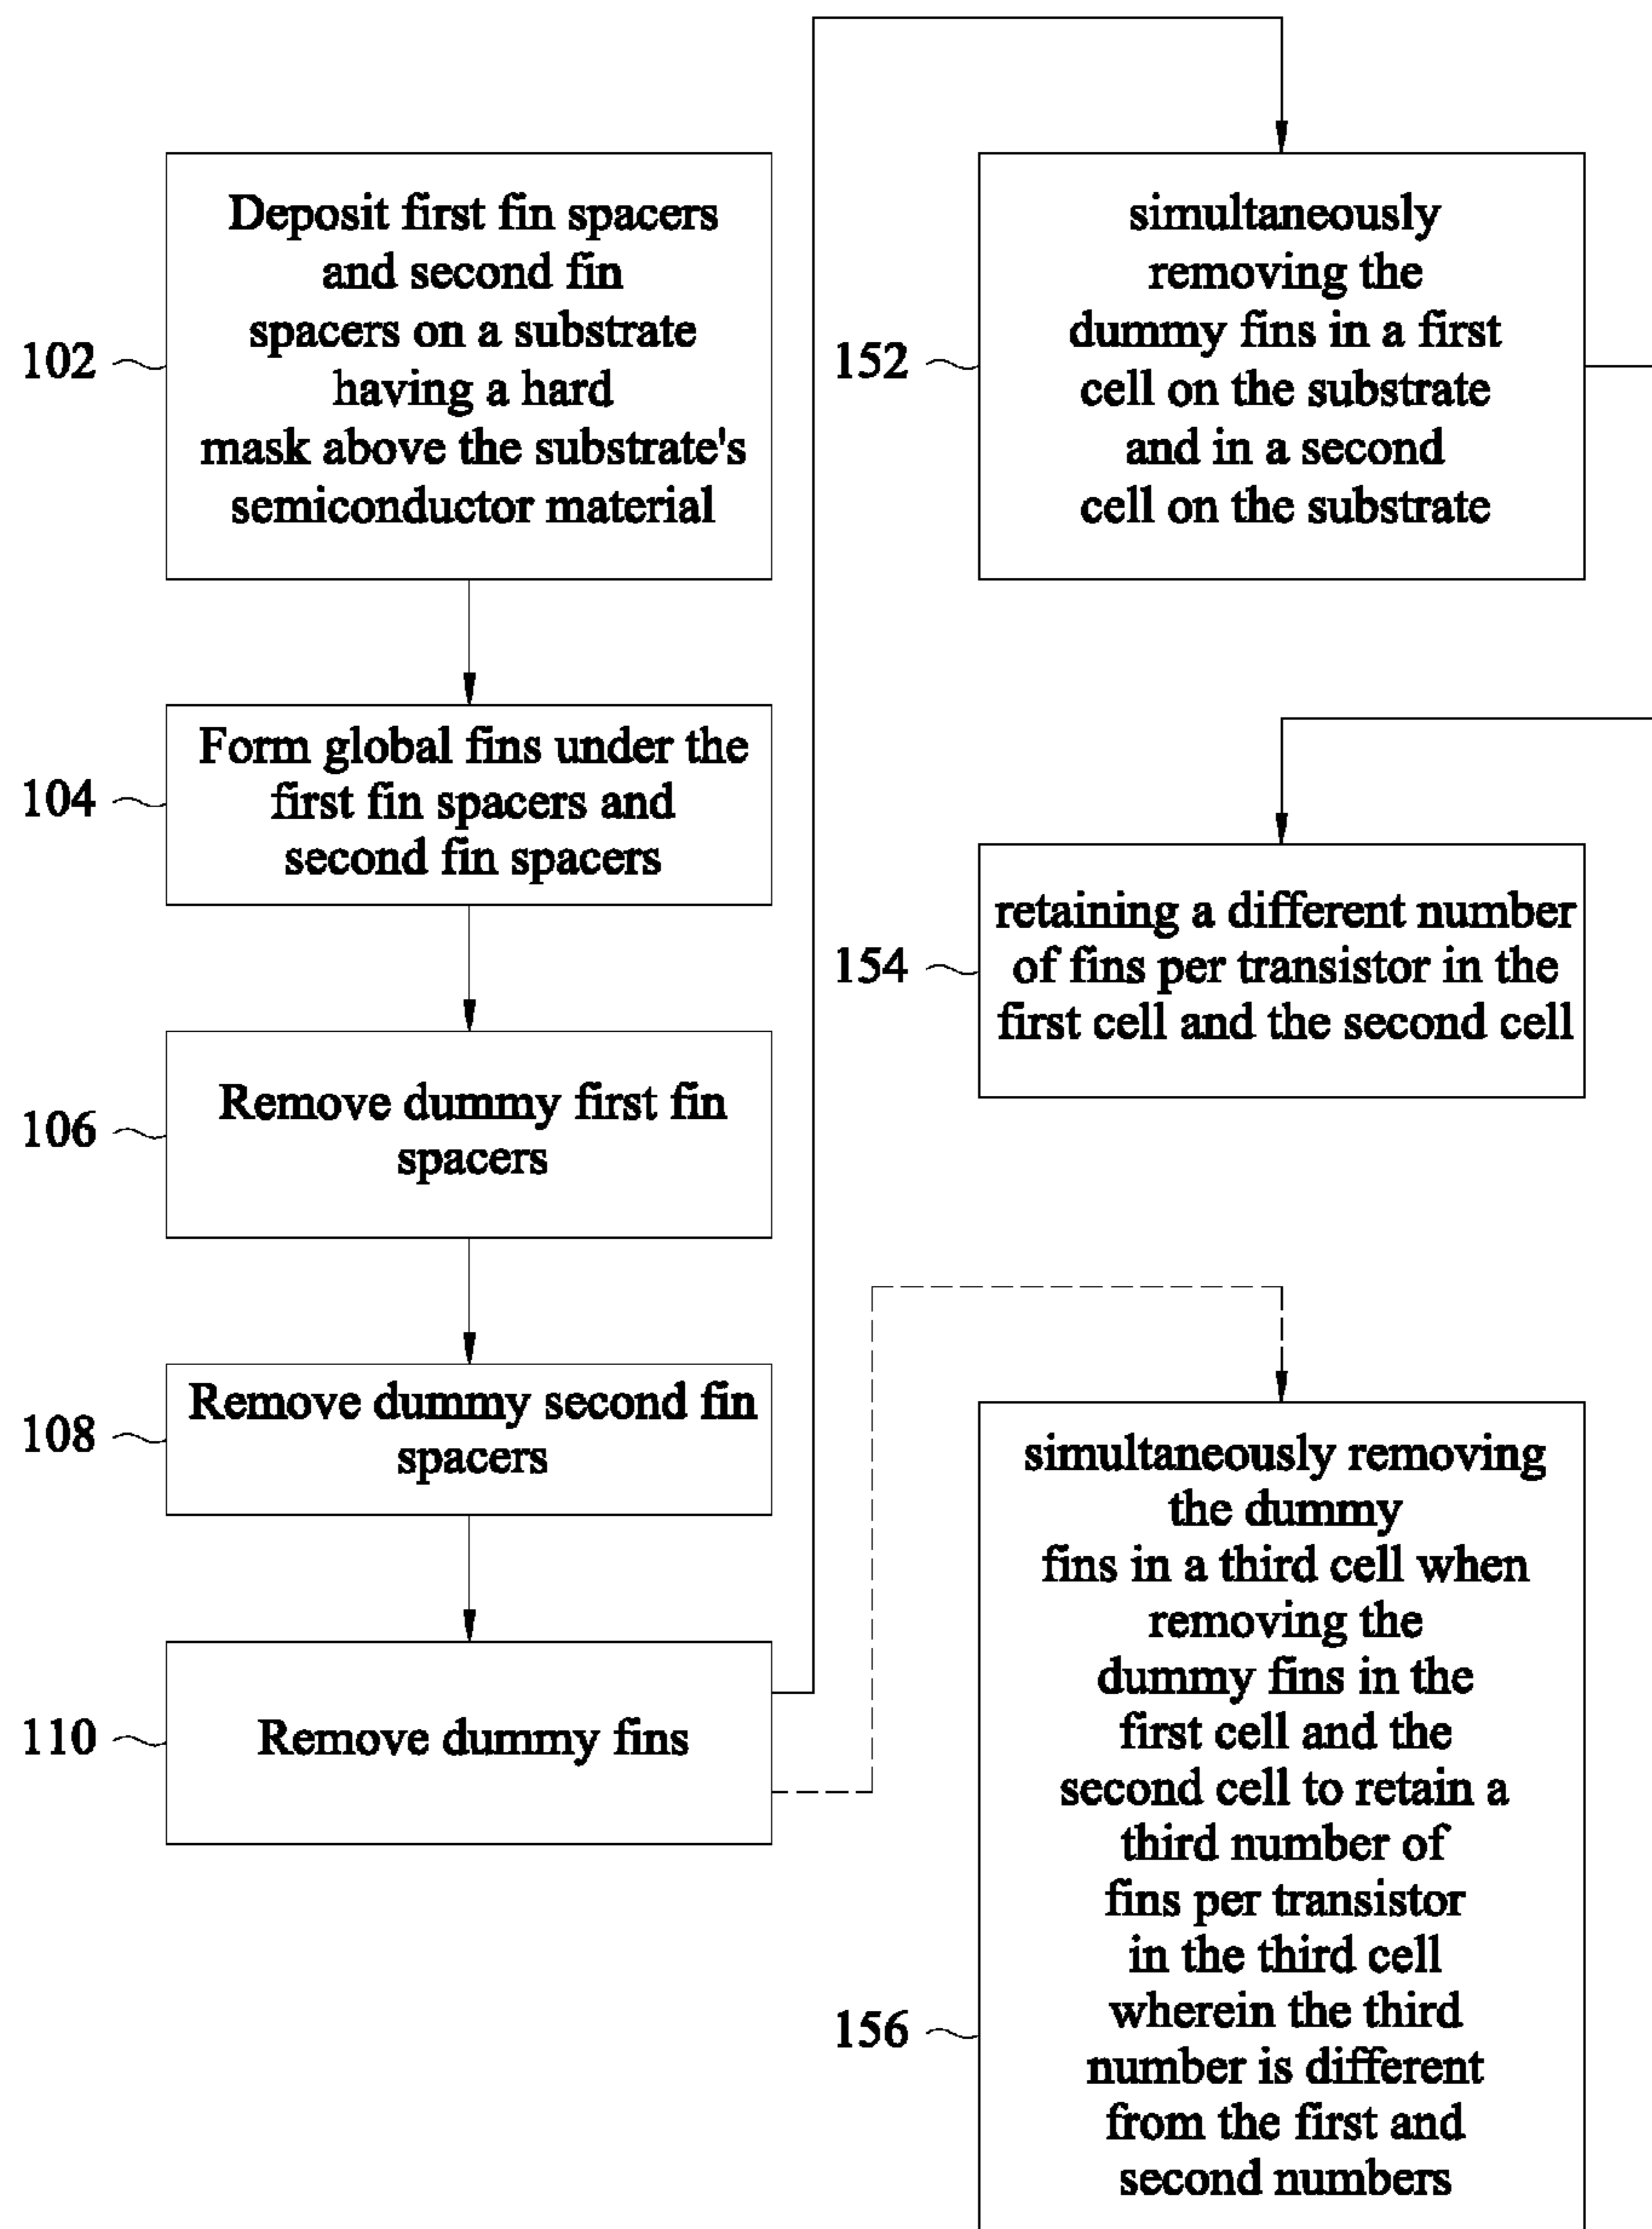 102
Deposit first fin spacers
and second fin
spacers on a substrate
having a hard
mask above the substrate's
semiconductor material
104
Form global fins under the
first fin spacers and
second fin spacers
106
Remove dummy first fin
spacers
108
Remove dummy second fin
spacers
110
Remove dummy fins
152
simultaneously
removing the
dummy fins in a first
cell on the substrate
and in a second
cell on the substrate
154
retaining a different number
of fins per transistor in the
first cell and the second cell
156
simultaneously removing
the dummy
fins in a third cell when
removing the
dummy fins in the
first cell and the
second cell to retain a
third number of
fins per transistor
in the third cell
wherein the third
number is different
from the first and
second numbers